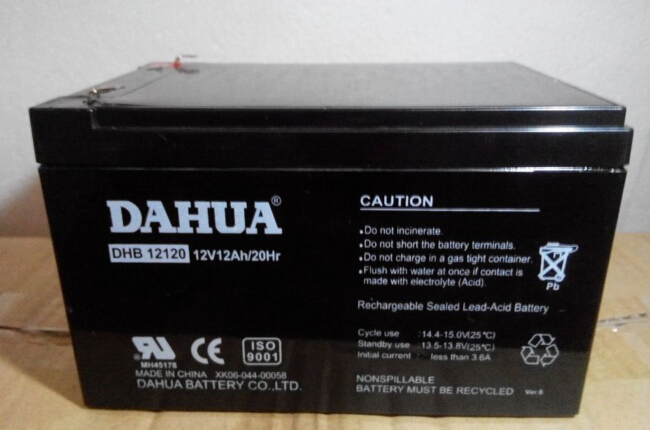 DAHUA®
DHB 12120 12V12Ah/20Hr
MH45178
CE
ISO
9001
MADE IN CHINA XK06-044-00058
DAHUA BATTERY CO.,LTD.
CAUTION
•Do not incinerate.
•Do not short the battery terminals.
•Do not charge in a gas tight container.
•Flush with water at once if contact is
made with electrolyte (Acid).
Pb
Rechargeable Sealed Lead-Acid Battery
Cycle use :14.4-15.0V(25℃)
Standby use :13.5-13.8V(25℃)
Initial current less than 3.6A
NONSPILLABLE
BATTERY MUST BE RECYCLED